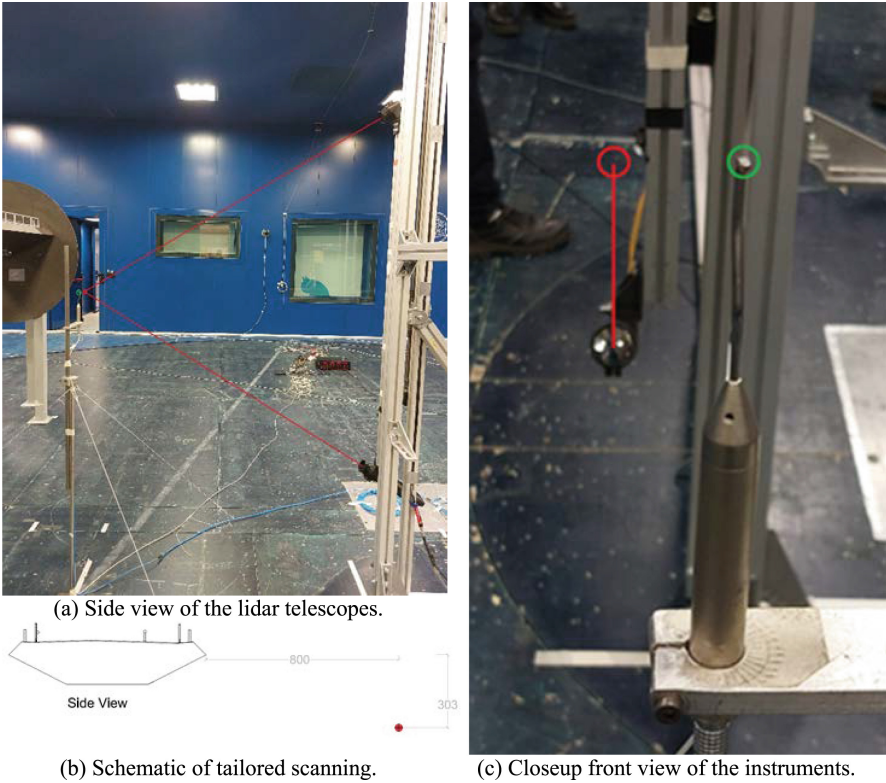 (a) Side view of the lidar telescopes.
800
303
Side View
(b) Schematic of tailored scanning.
(c) Closeup front view of the instruments.